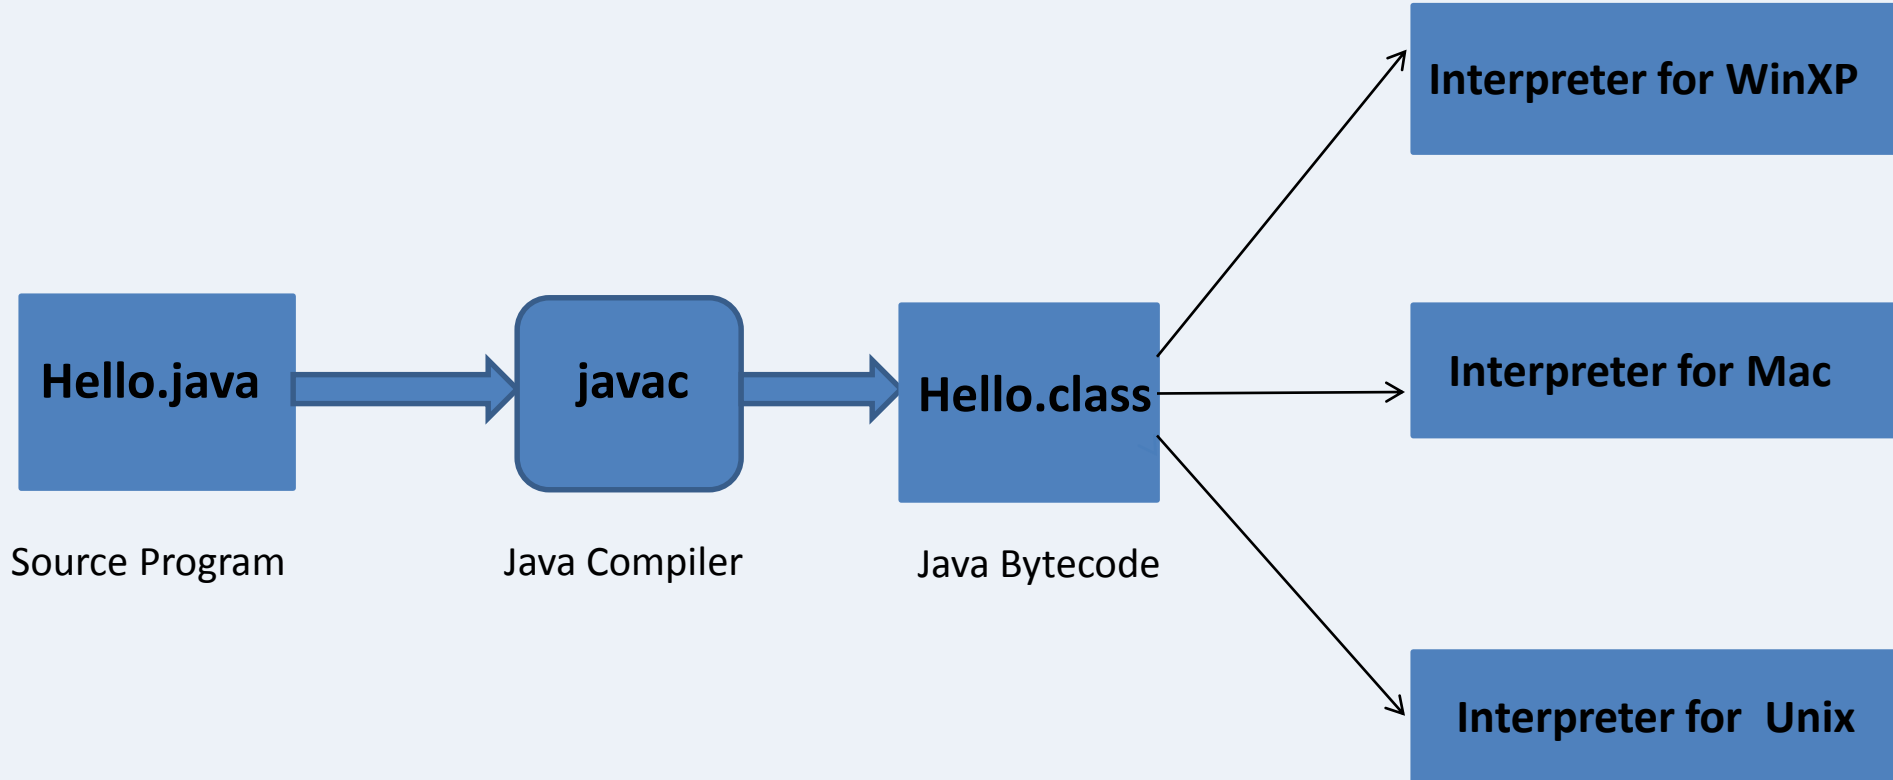 Interpreter for WinXP
Hello.java
javac
Hello.class
Interpreter for Mac
Source Program
Java Compiler
Java Bytecode
Interpreter for Unix